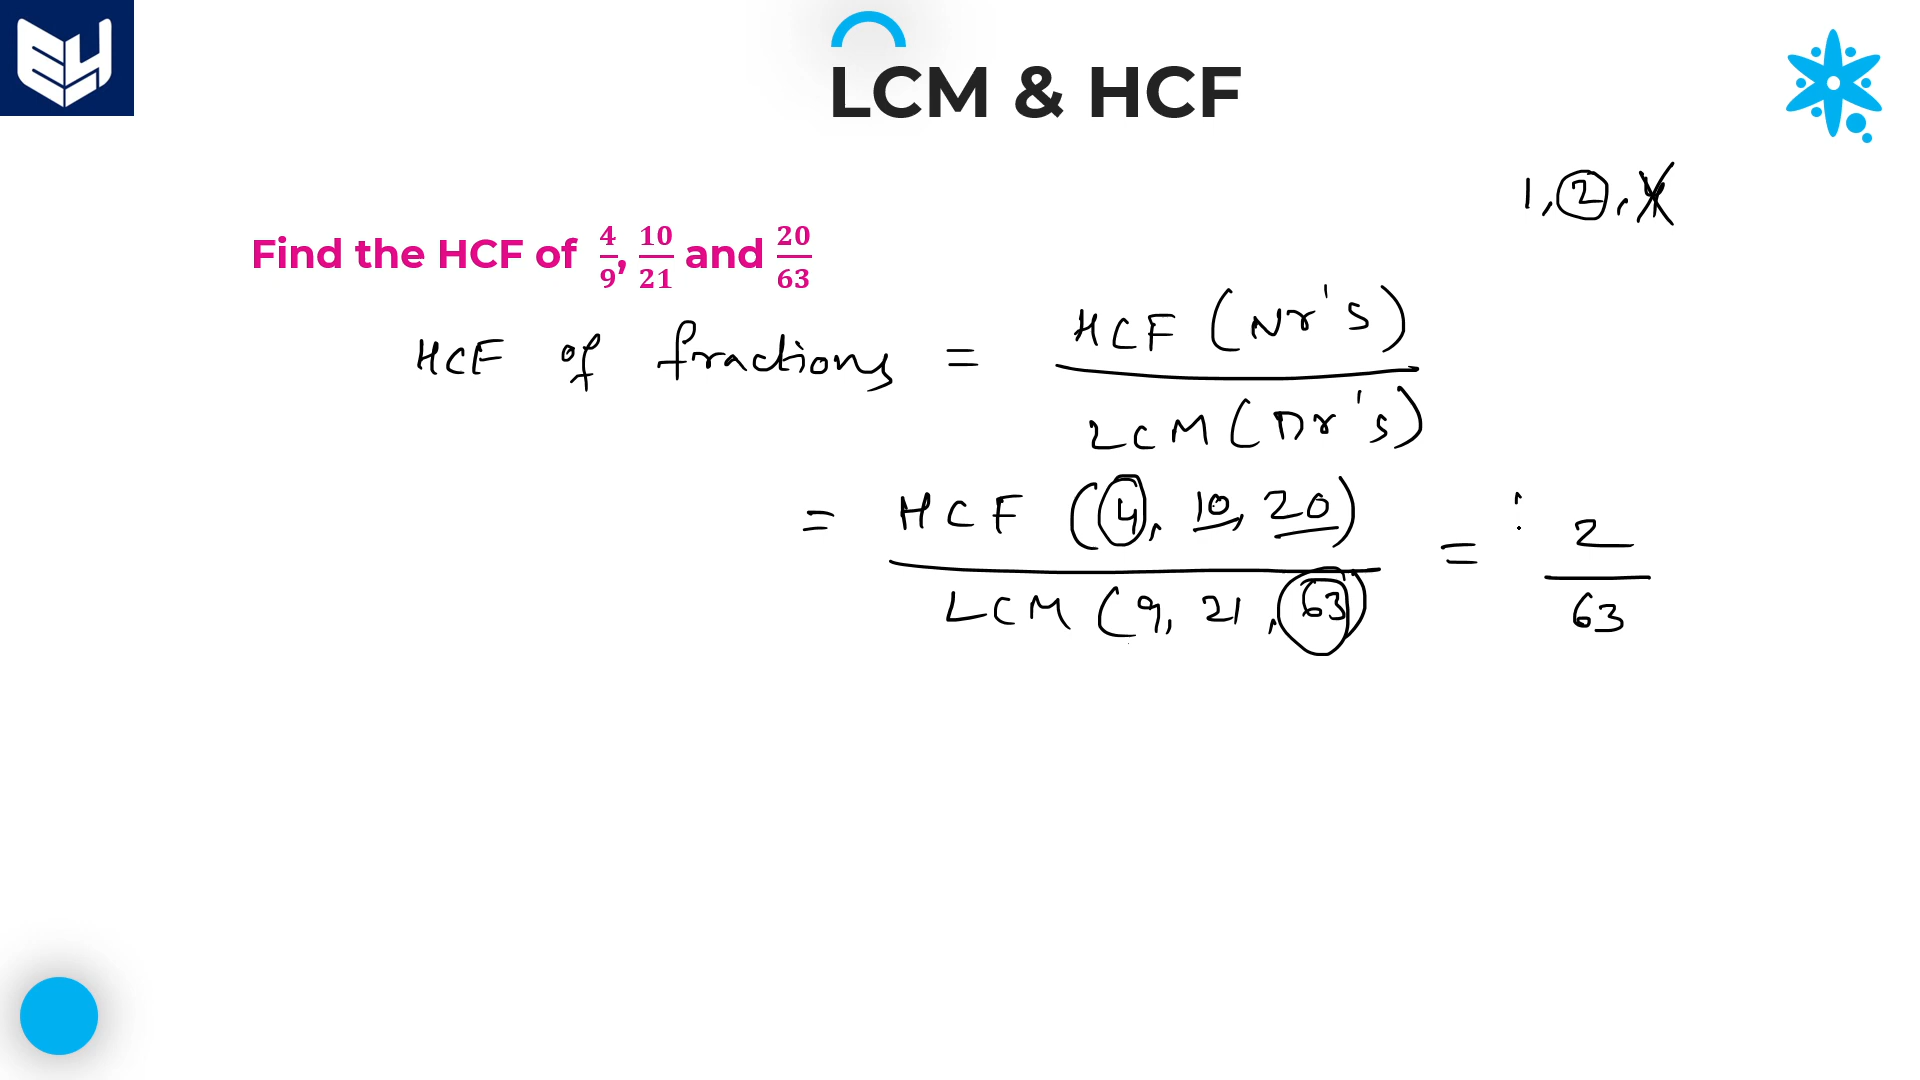 LCM & HCF
1, 2, 4
Find the HCF of 4/9, 10/21 and 20/63
HCF of fractions = HCF (Nr's) / LCM (Dr's)
= HCF (4, 10, 20) / LCM (9, 21, 63) = 2/63